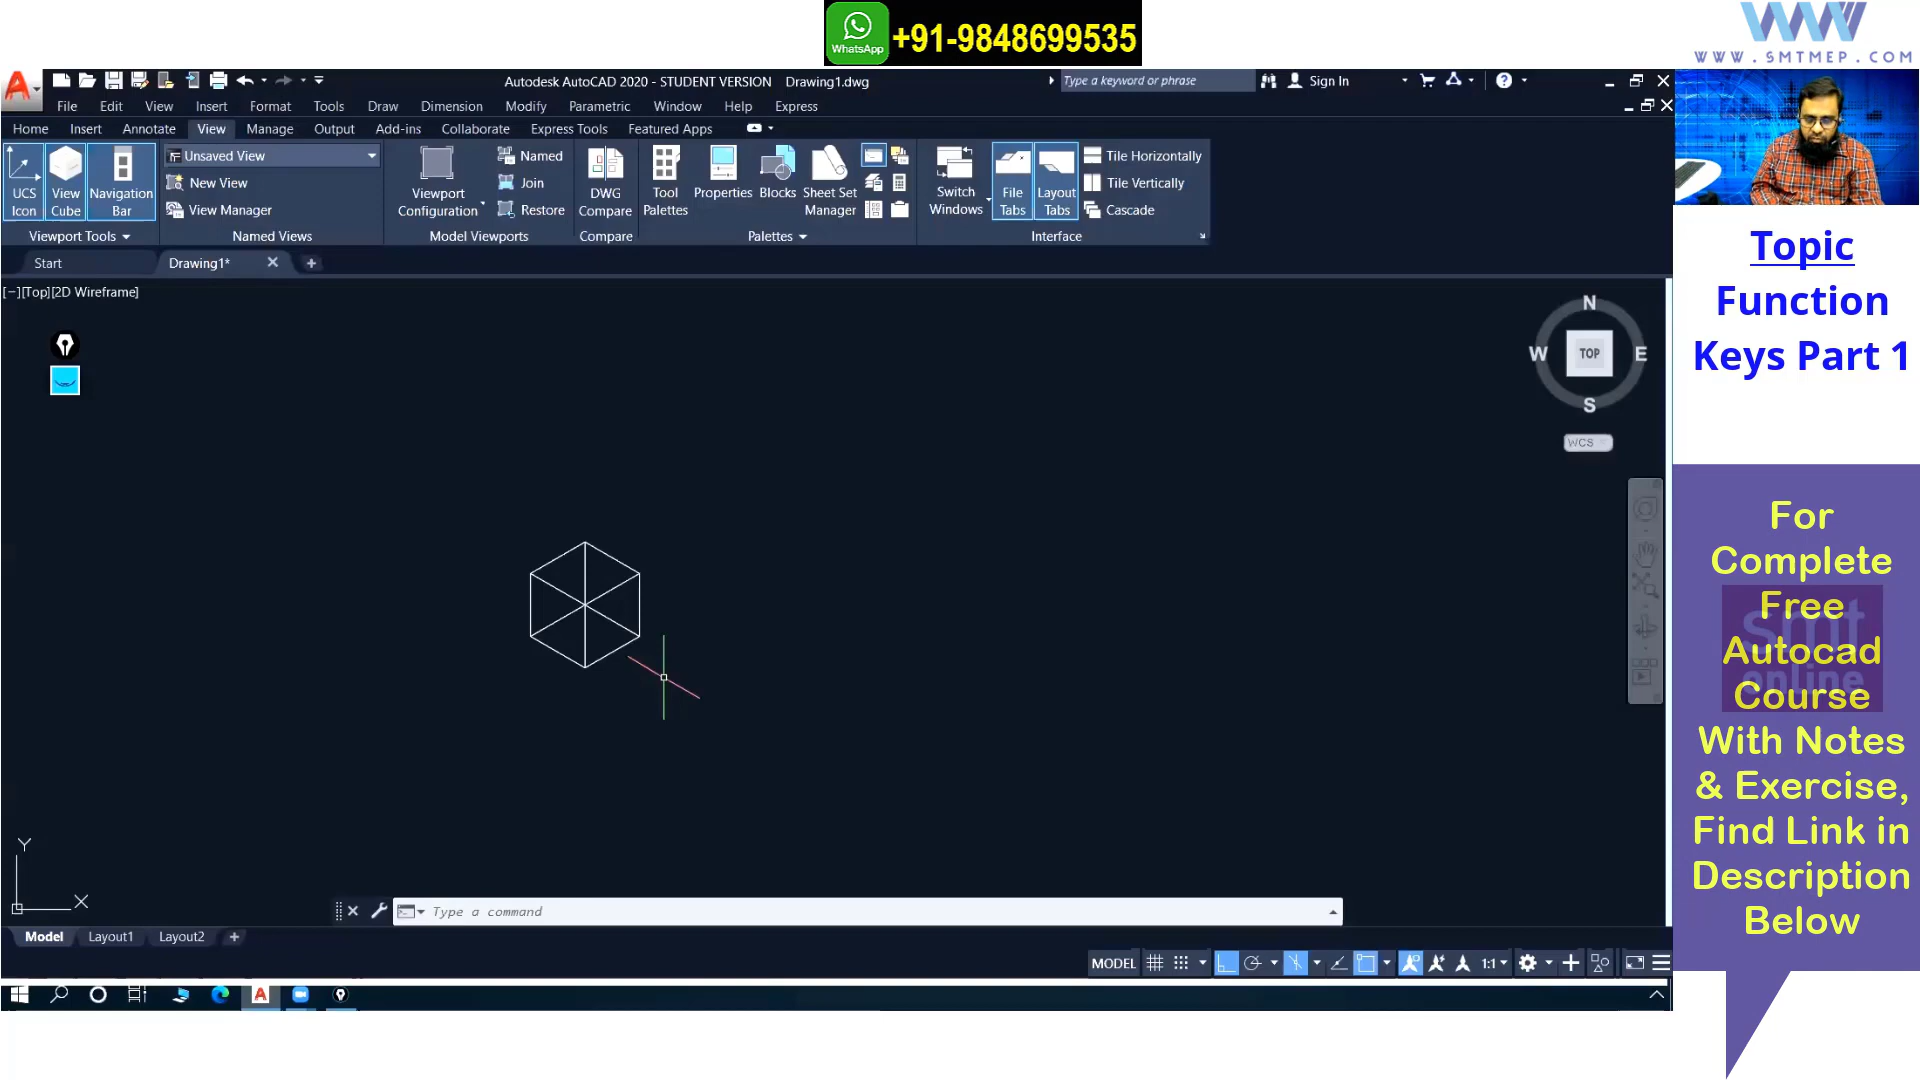 WhatsApp
+91-9848699535
WWW.SMTMEP.COM
Autodesk AutoCAD 2020 - STUDENT VERSION Drawing1.dwg
Type a keyword or phrase
Sign In
File Edit View Insert Format Tools Draw Dimension Modify Parametric Window Help Express
Home Insert Annotate View Manage Output Add-ins Collaborate Express Tools Featured Apps
UCS
Icon
View
Cube
Navigation
Bar
Viewport Tools
Unsaved View
New View
View Manager
Named Views
Viewport
Configuration
Named
Join
Restore
Model Viewports
DWG
Compare
Compare
Tool
Palettes
Properties
Blocks
Sheet Set
Manager
Palettes
Switch
Windows
File
Tabs
Layout
Tabs
Tile Horizontally
Tile Vertically
Cascade
Interface
Start
Drawing1*
[−][Top][2D Wireframe]
N
W
TOP
E
S
WCS
Y
X
Type a command
Model Layout1 Layout2
MODEL
1:1
Topic
Function
Keys Part 1
For
Complete
Free
Autocad
Course
With Notes
& Exercise,
Find Link in
Description
Below
smt
online